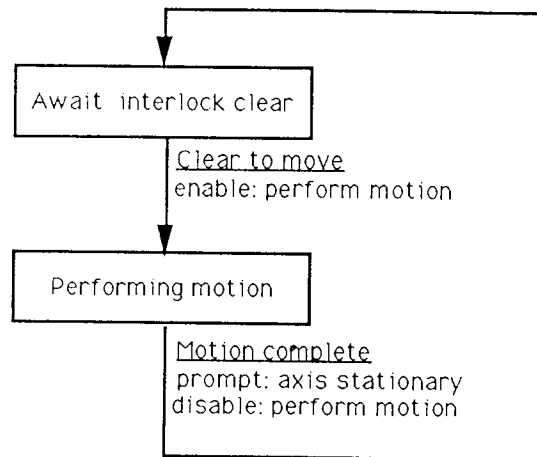 Await interlock clear
Clear to move
enable: perform motion
Performing motion
Motion complete
prompt: axis stationary
disable: perform motion